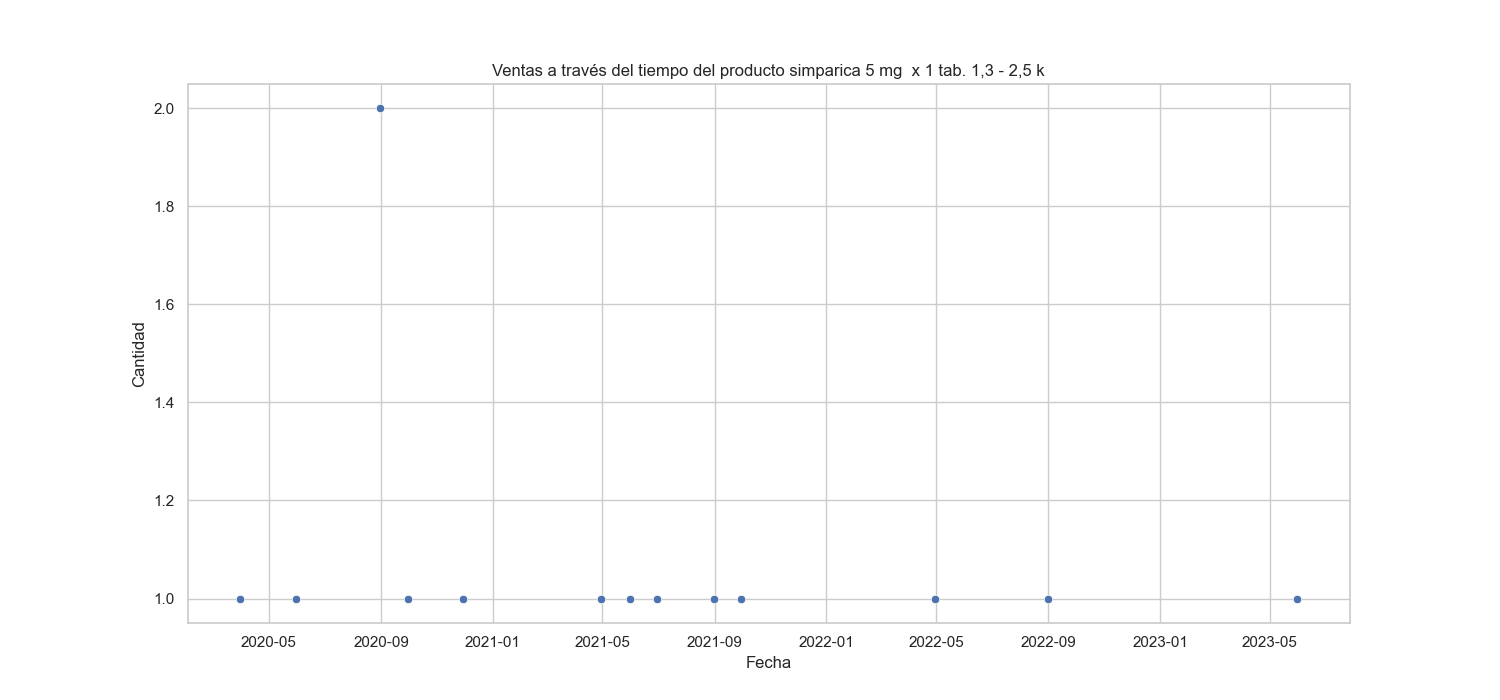 Ventas a través del tiempo del producto simparica 5 mg  x 1 tab. 1,3 - 2,5 k
2.0
1.8
1.6
1.4
1.2
1.0
Cantidad
2020-05 2020-09 2021-01 2021-05 2021-09 2022-01 2022-05 2022-09 2023-01 2023-05
Fecha